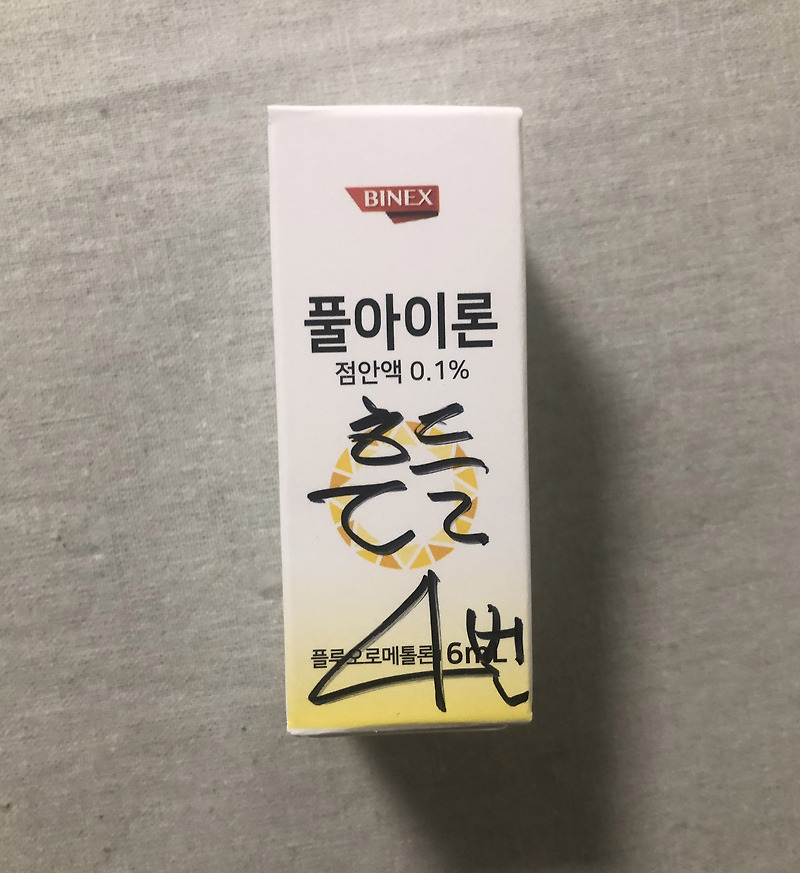 BINEX
풀아이론
점안액 0.1%
흔들
4번
플루오로메톨론 6mL